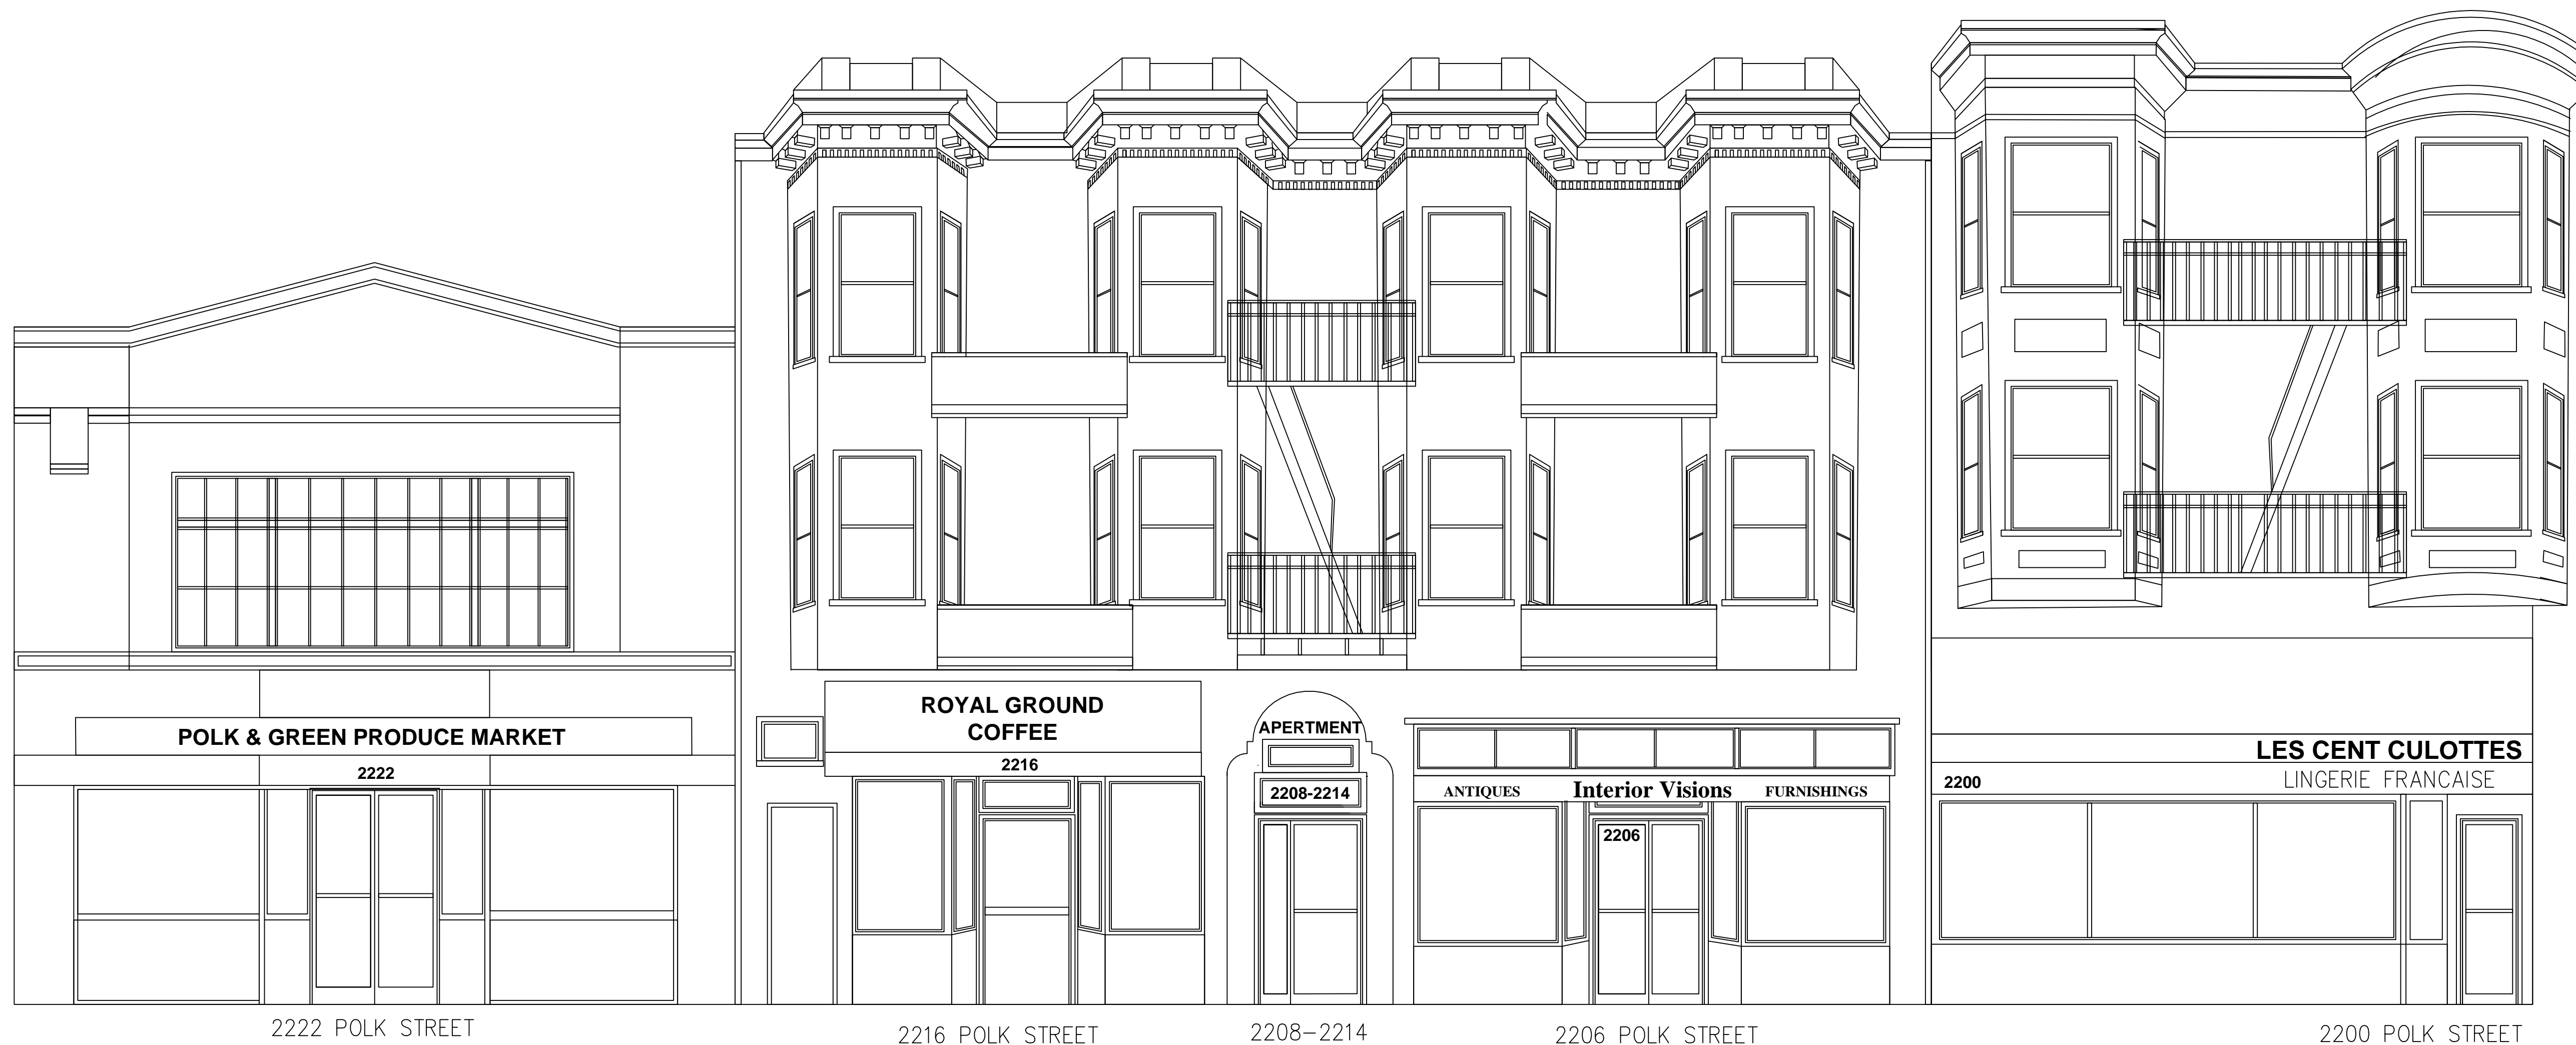 POLK & GREEN PRODUCE MARKET
2222
ROYAL GROUND
COFFEE
2216
APERTMENT
2208-2214
ANTIQUES Interior Visions FURNISHINGS
2206
LES CENT CULOTTES
2200 LINGERIE FRANCAISE
2222 POLK STREET
2216 POLK STREET
2208-2214
2206 POLK STREET
2200 POLK STREET